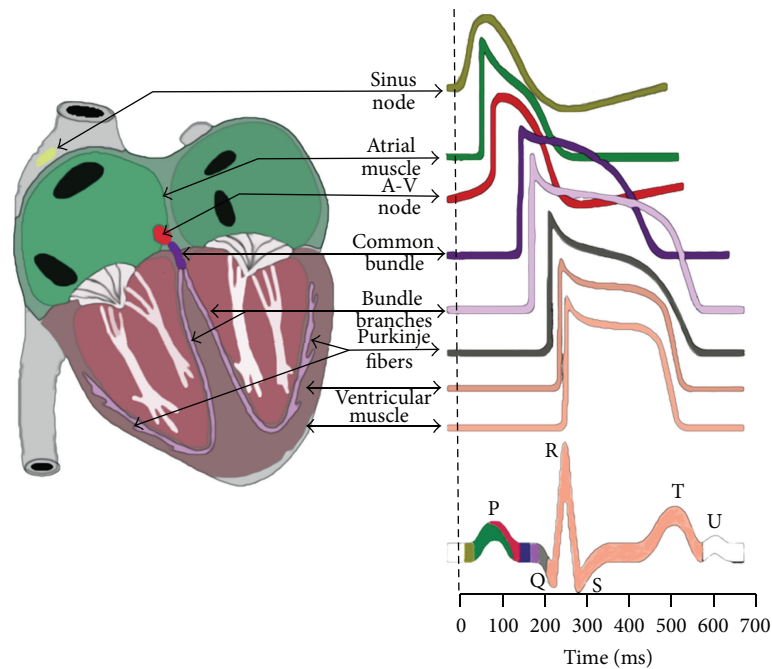 Sinus
node
Atrial
muscle
A-V
node
Common
bundle
Bundle
branches
Purkinje
fibers
Ventricular
muscle
R
P
T
U
Q
S
0 100 200 300 400 500 600 700
Time (ms)